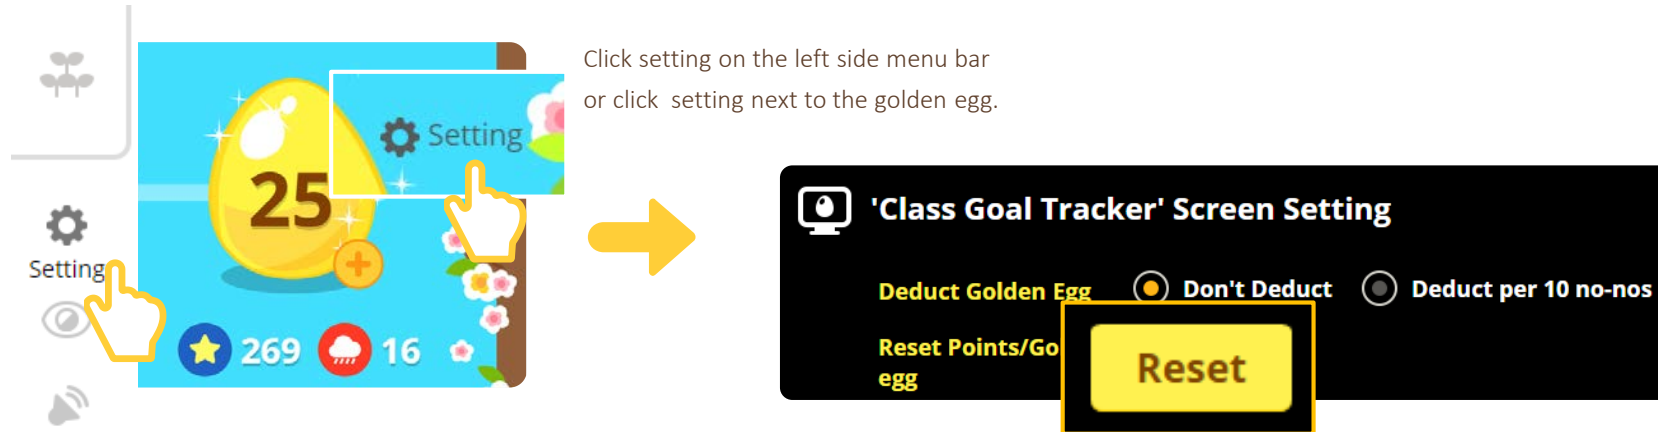 Click setting on the left side menu bar
or click setting next to the golden egg.
Setting
25
Setting
269
16
'Class Goal Tracker' Screen Setting
Deduct Golden Egg
Don't Deduct
Deduct per 10 no-nos
Reset Points/Go
egg
Reset